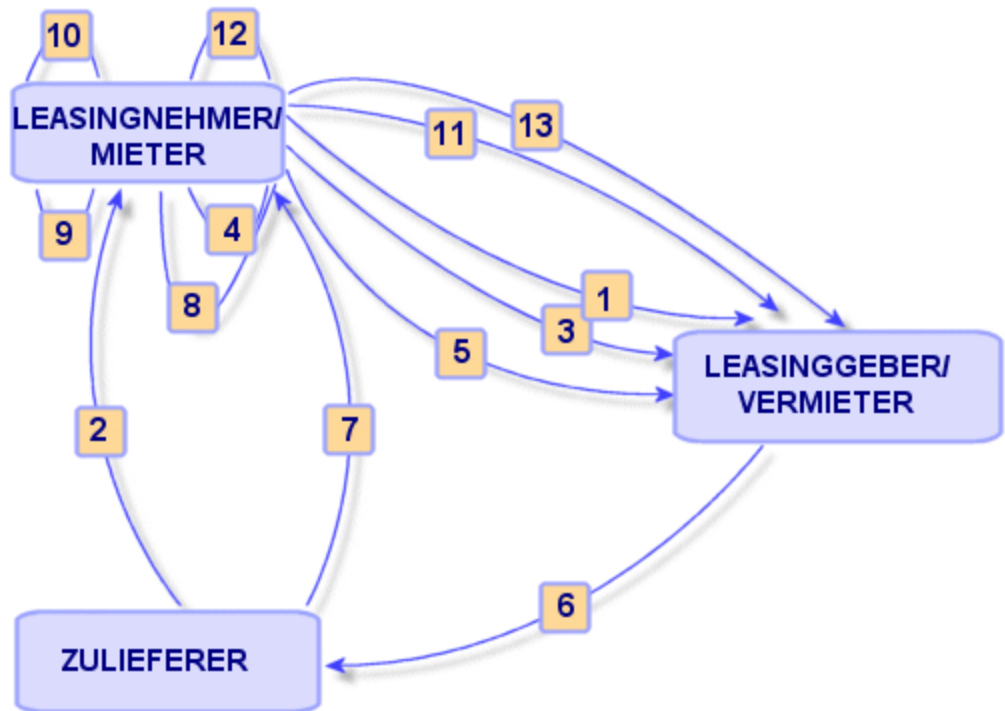 10
12
LEASINGNEHMER/
MIETER
13
11
9
4
8
1
3
5
LEASINGGEBER/
VERMIETER
2
7
6
ZULIEFERER